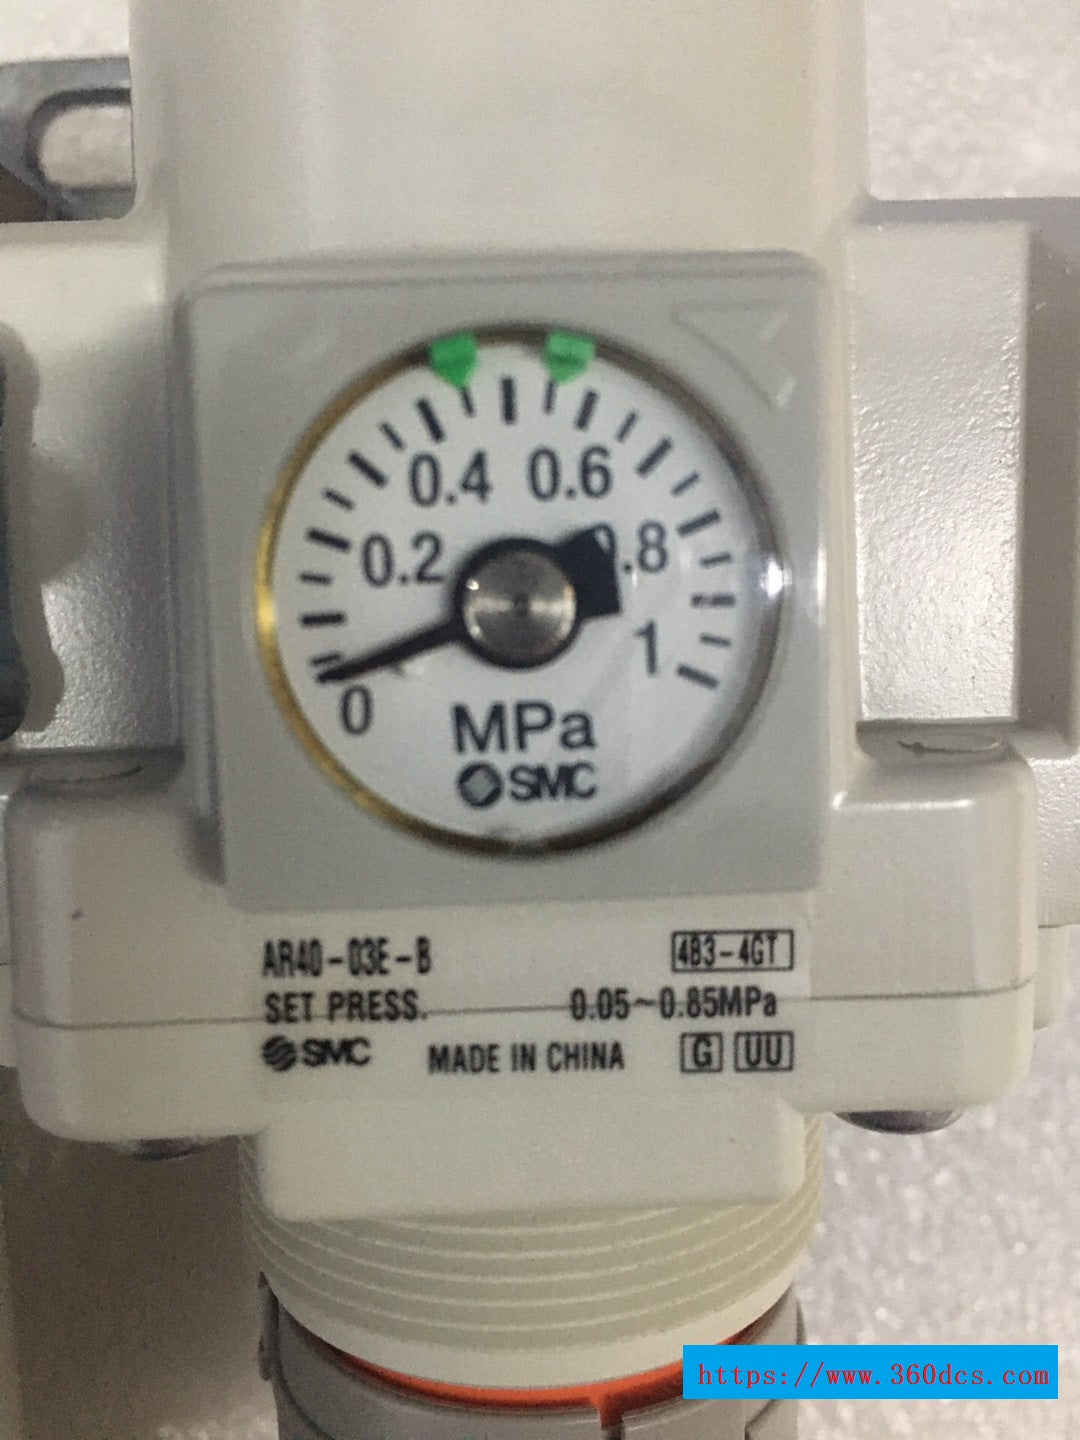 0.4 0.6
0.2 0.8
0 1
MPa
SMC
AR40-03E-B 4B3-4GT
SET PRESS. 0.05~0.85MPa
SMC MADE IN CHINA G UU
https://www.360dcs.com